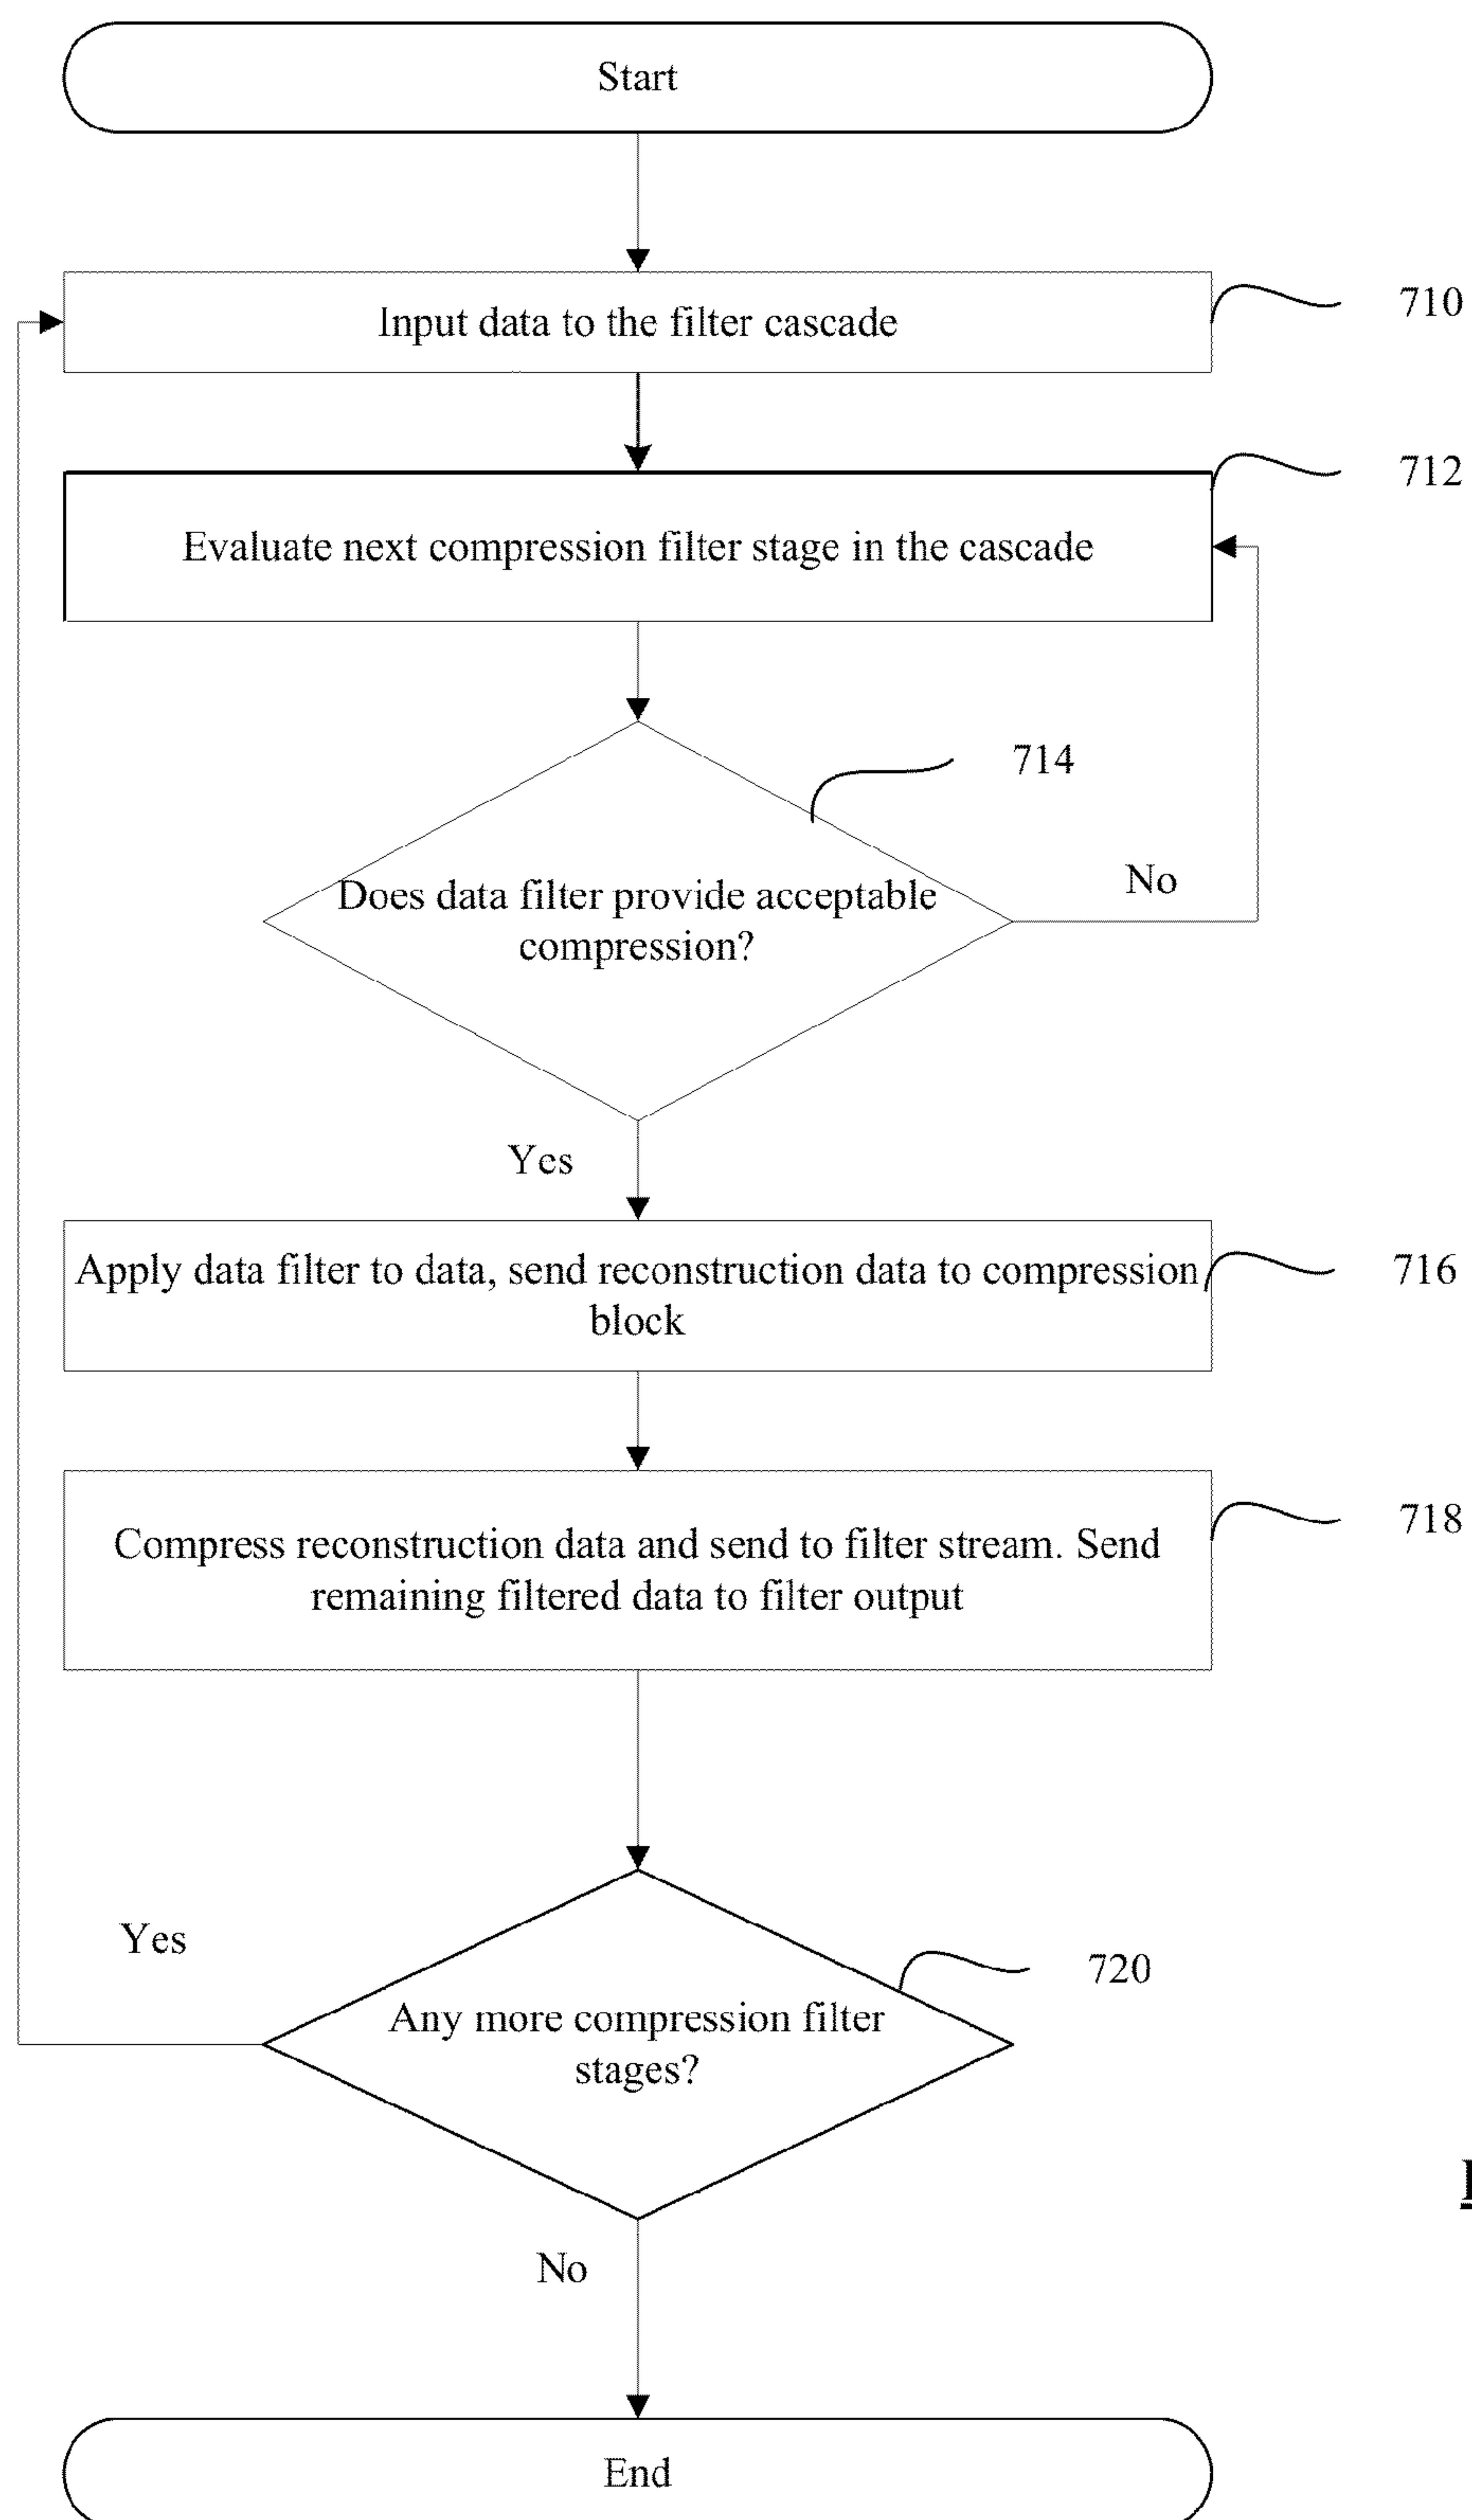 Start
Input data to the filter cascade
710
712
Evaluate next compression filter stage in the cascade
714
Does data filter provide acceptable
compression?
No
Yes
Apply data filter to data, send reconstruction data to compression
block
716
Compress reconstruction data and send to filter stream. Send
remaining filtered data to filter output
718
Yes
720
Any more compression filter
stages?
No
End